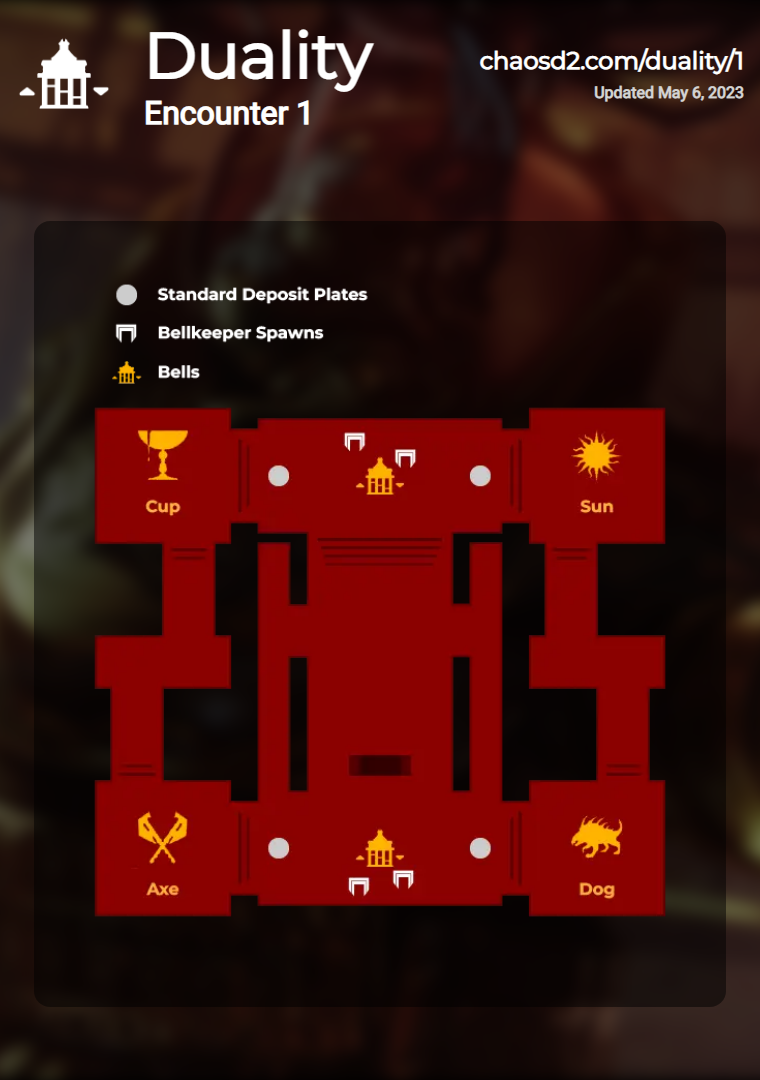 Duality
Encounter 1
chaosd2.com/duality/1
Updated May 6, 2023
Standard Deposit Plates
Bellkeeper Spawns
Bells
Cup
Sun
Axe
Dog